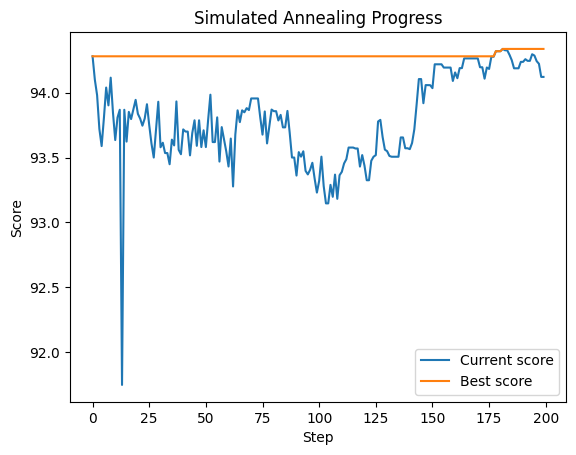 Simulated Annealing Progress
Score
94.0
93.5
93.0
92.5
92.0
0
25
50
75
100
125
150
175
200
Step
Current score
Best score